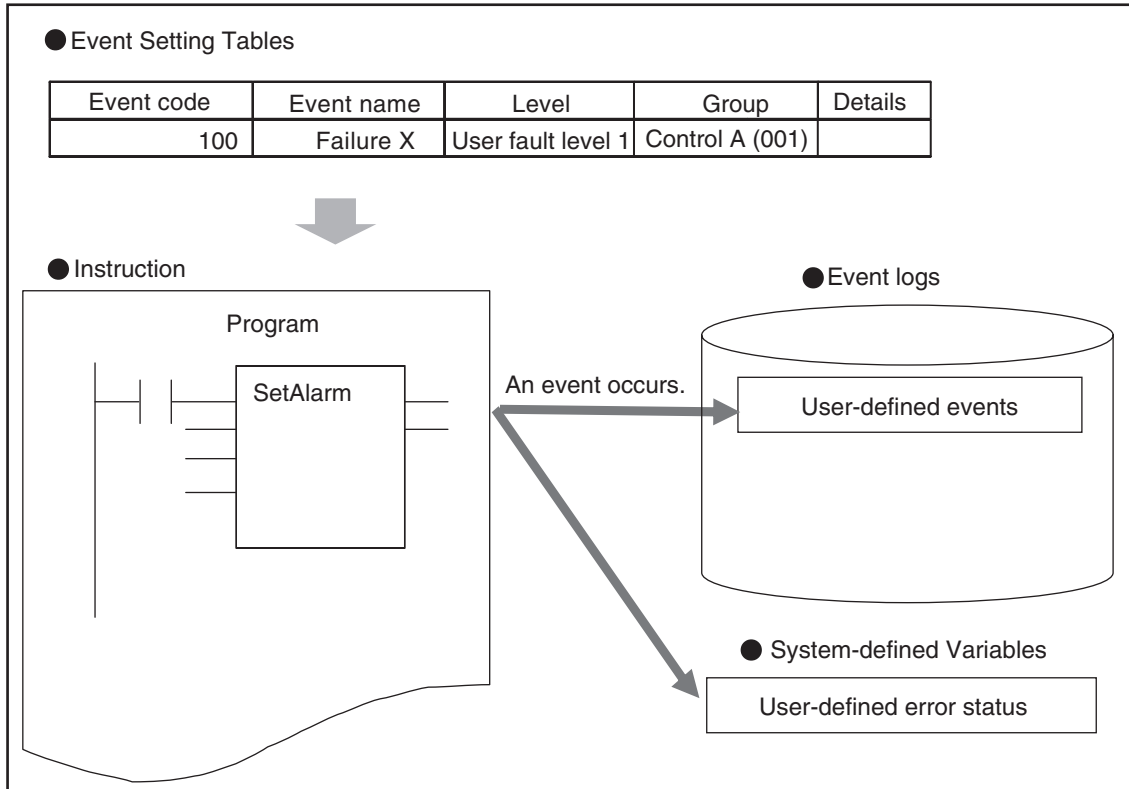 ● Event Setting Tables
Event code Event name Level Group Details
100 Failure X User fault level 1 Control A (001)
● Instruction
● Event logs
Program
SetAlarm
An event occurs.
User-defined events
● System-defined Variables
User-defined error status